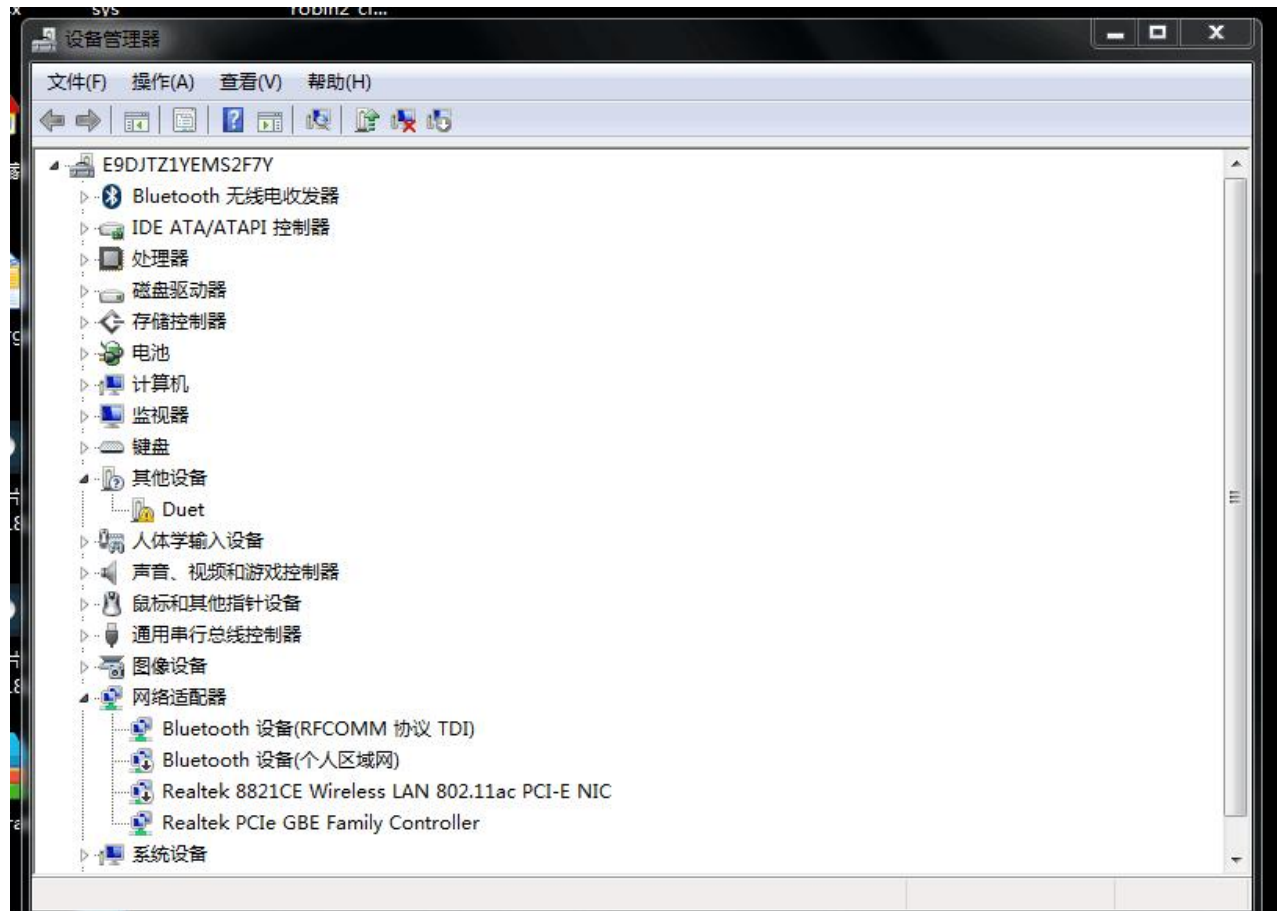 sys
设备管理器
文件(F) 操作(A) 查看(V) 帮助(H)
E9DJTZ1YEMS2F7Y
Bluetooth 无线电收发器
IDE ATA/ATAPI 控制器
处理器
磁盘驱动器
存储控制器
电池
计算机
监视器
键盘
其他设备
Duet
人体学输入设备
声音、视频和游戏控制器
鼠标和其他指针设备
通用串行总线控制器
图像设备
网络适配器
Bluetooth 设备(RFCOMM 协议 TDI)
Bluetooth 设备(个人区域网)
Realtek 8821CE Wireless LAN 802.11ac PCI-E NIC
Realtek PCIe GBE Family Controller
系统设备